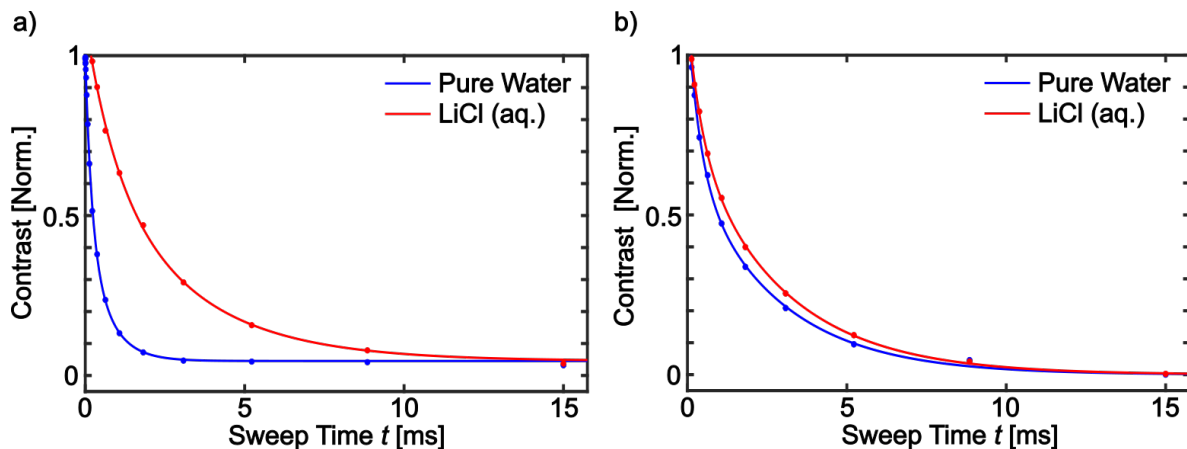 a)
Contrast [Norm.]
1
0.5
0
Pure Water
LiCl (aq.)
0
5
10
15
Sweep Time t [ms]
b)
Contrast [Norm.]
1
0.5
0
Pure Water
LiCl (aq.)
0
5
10
15
Sweep Time t [ms]